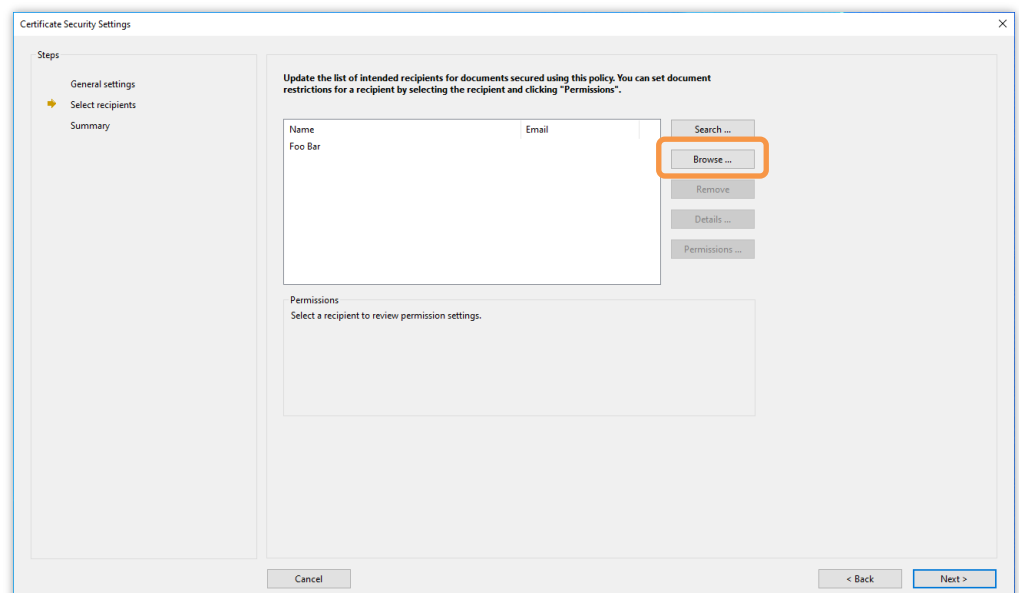 Certificate Security Settings
Steps
General settings
Select recipients
Summary
Update the list of intended recipients for documents secured using this policy. You can set document
restrictions for a recipient by selecting the recipient and clicking "Permissions".
Name Email
Foo Bar
Search ...
Browse ...
Remove
Details ...
Permissions ...
Permissions
Select a recipient to review permission settings.
Cancel
< Back
Next >